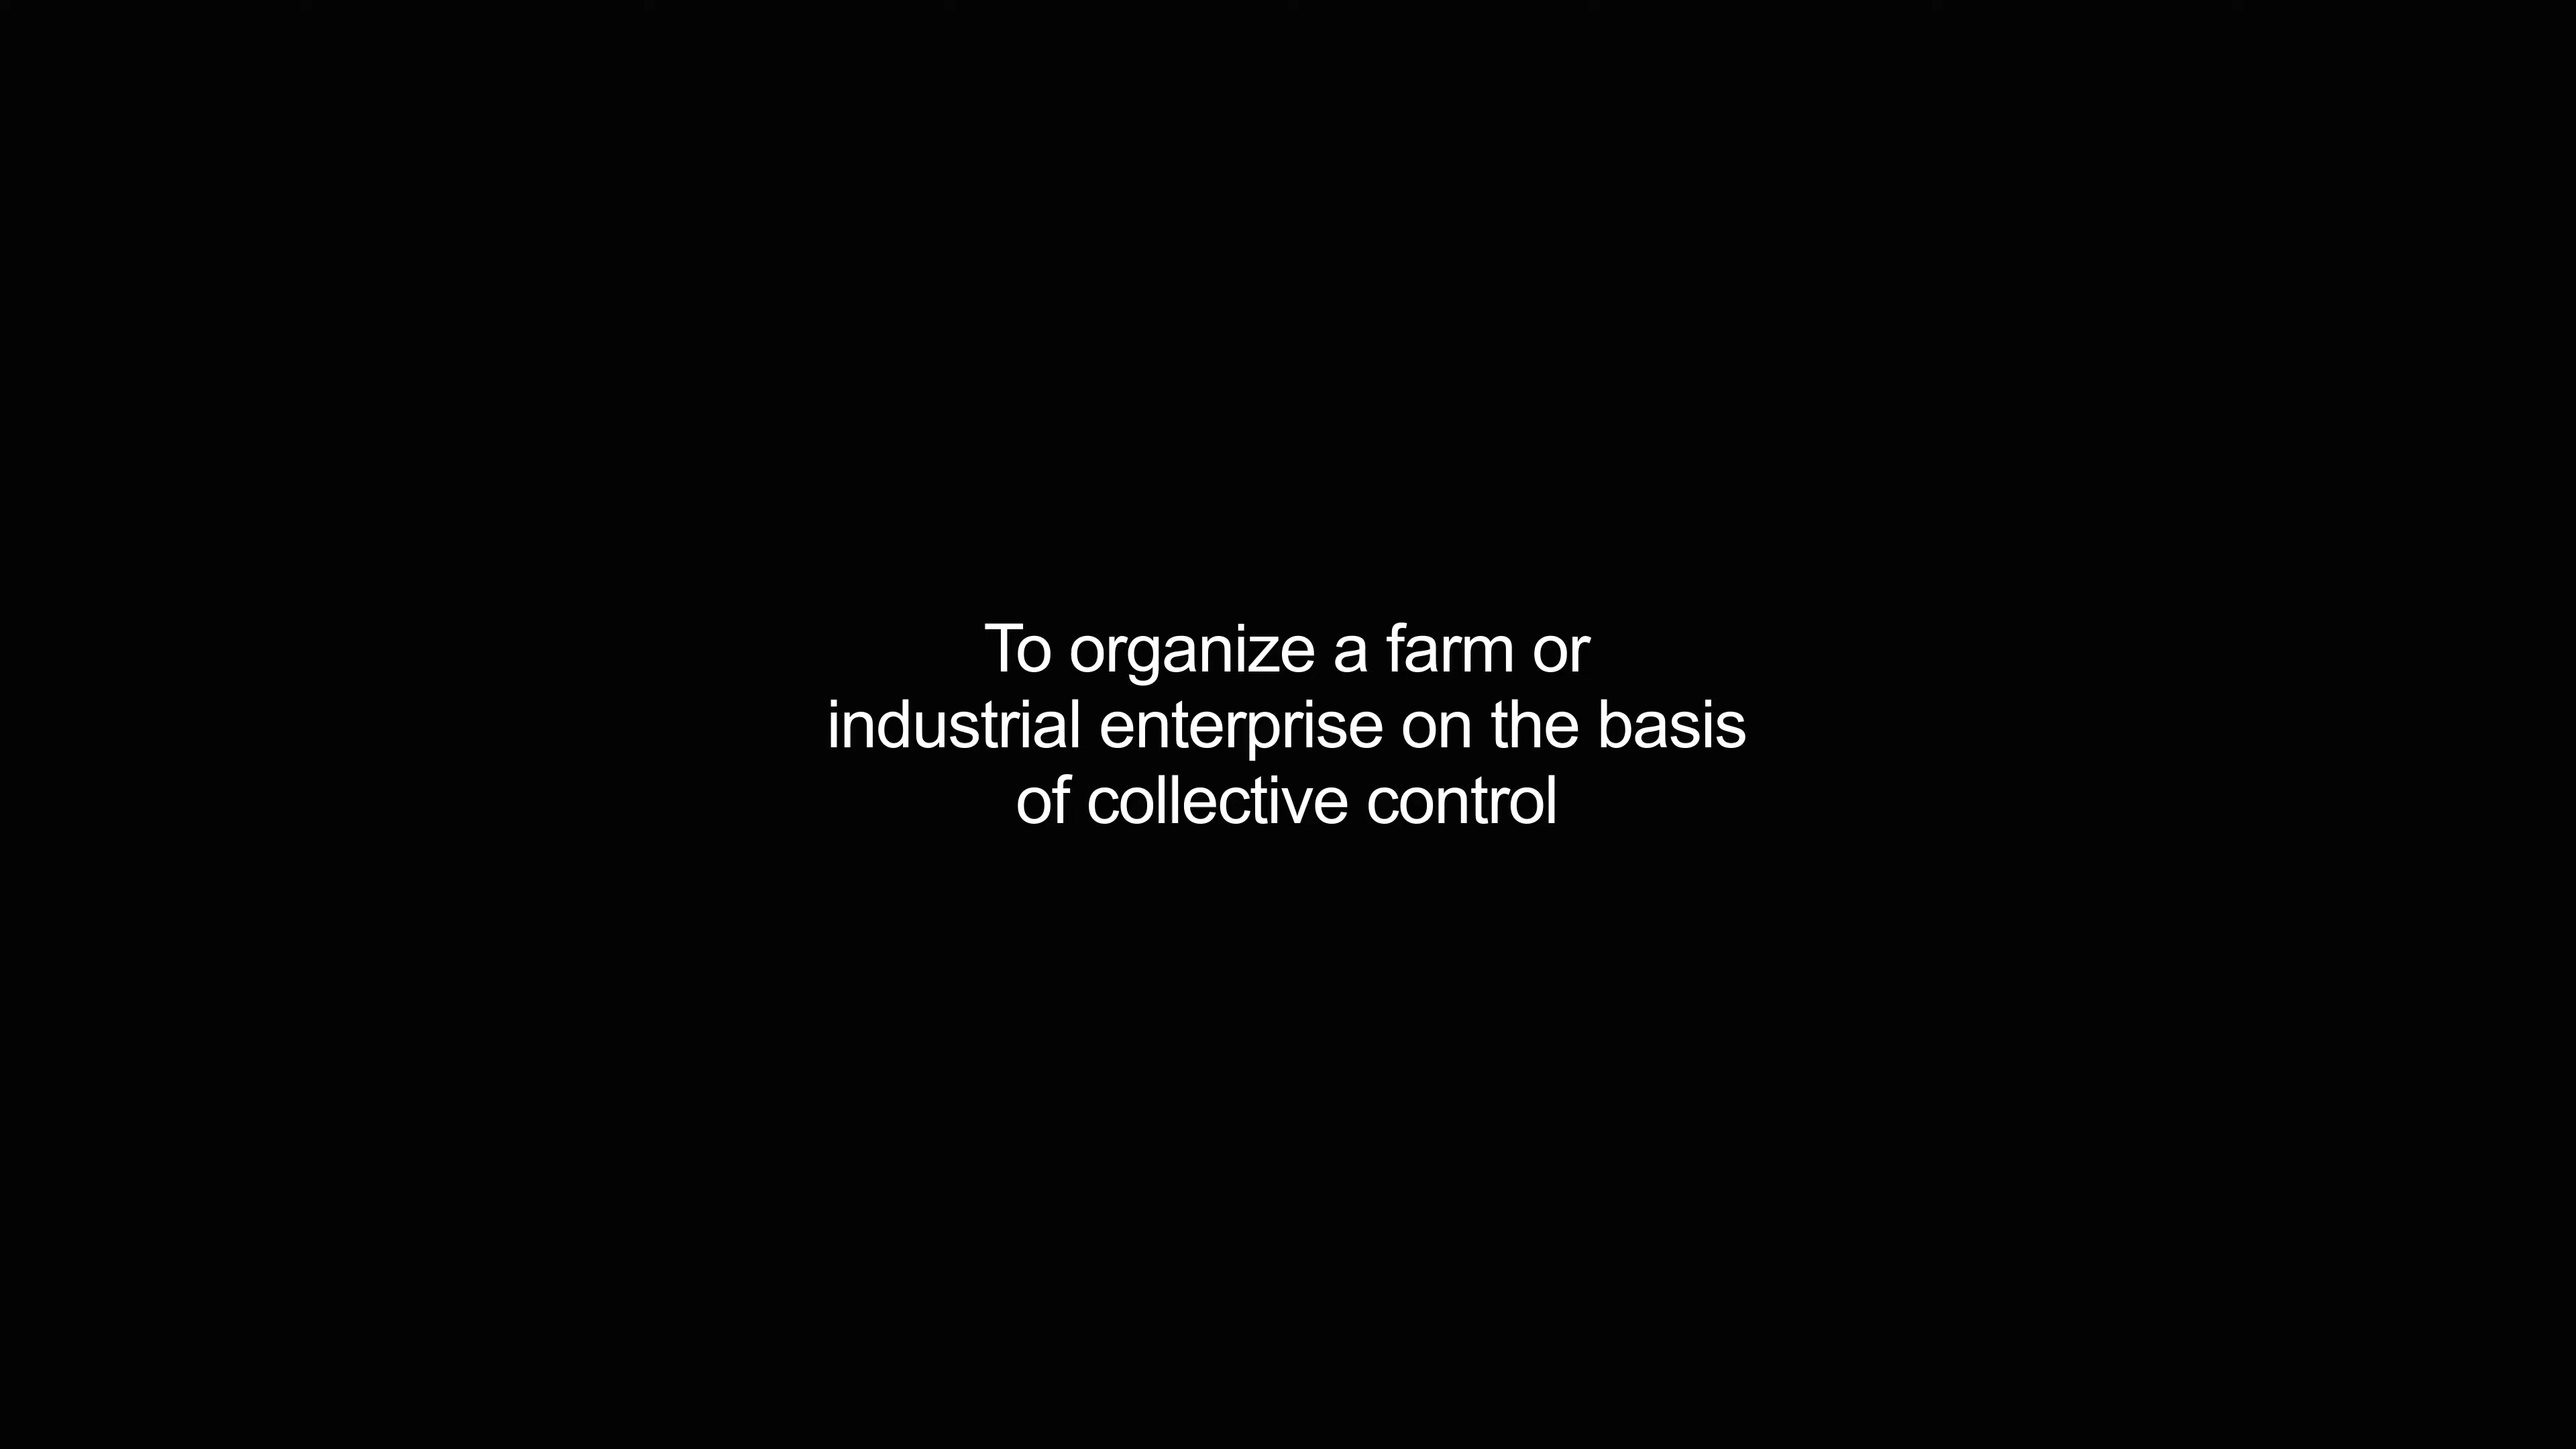 To organize a farm or
industrial enterprise on the basis
of collective control